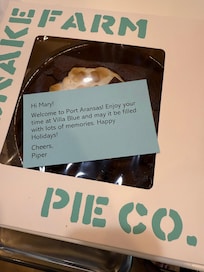 FARM
RAKE
Hi Mary!
Welcome to Port Aransas! Enjoy your
time at Villa Blue and may it be filled
with lots of memories. Happy
Holidays!
Cheers,
Piper
PIE CO.